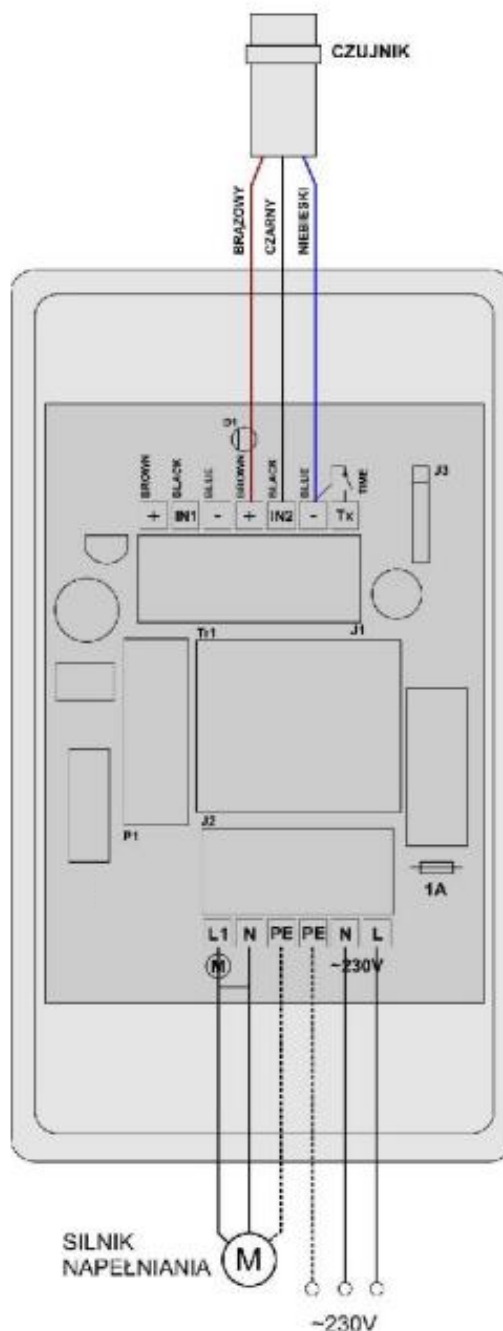 CZUJNIK
BRĄZOWY
CZARNY
NIEBIESKI
D1
BROWN
BLACK
BLUE
BROWN
BLACK
BLUE
TIME
J3
+ IN1 - + IN2 - Tx
Tr1
J1
P1
J2
1A
L1 N PE PE N L
M
~230V
SILNIK
NAPEŁNIANIA
M
~230V